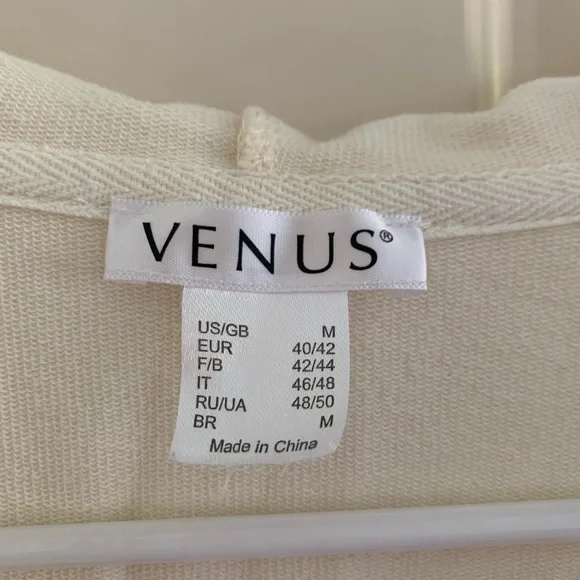 VENUS®
US/GB M
EUR 40/42
F/B 42/44
IT 46/48
RU/UA 48/50
BR M
Made in China